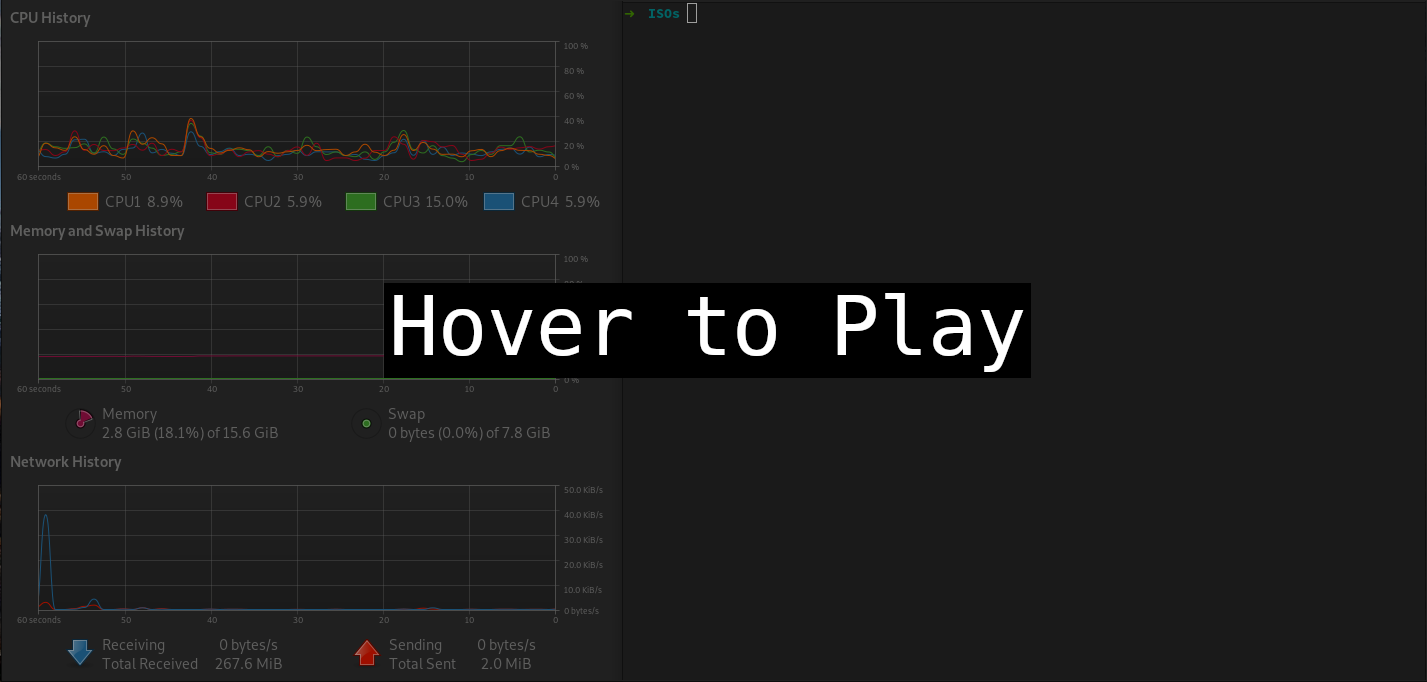 CPU History
100 %
80 %
60 %
40 %
20 %
0 %
60 seconds 50 40 30 20 10 0
CPU1 8.9% CPU2 5.9% CPU3 15.0% CPU4 5.9%
Memory and Swap History
100 %
0 %
60 seconds 50 40 30 20 10 0
Memory
2.8 GiB (18.1%) of 15.6 GiB
Swap
0 bytes (0.0%) of 7.8 GiB
Network History
50.0 KiB/s
40.0 KiB/s
30.0 KiB/s
20.0 KiB/s
10.0 KiB/s
0 bytes/s
60 seconds 50 40 30 20 10 0
Receiving 0 bytes/s
Total Received 267.6 MiB
Sending 0 bytes/s
Total Sent 2.0 MiB
➜ ISOs
Hover to Play